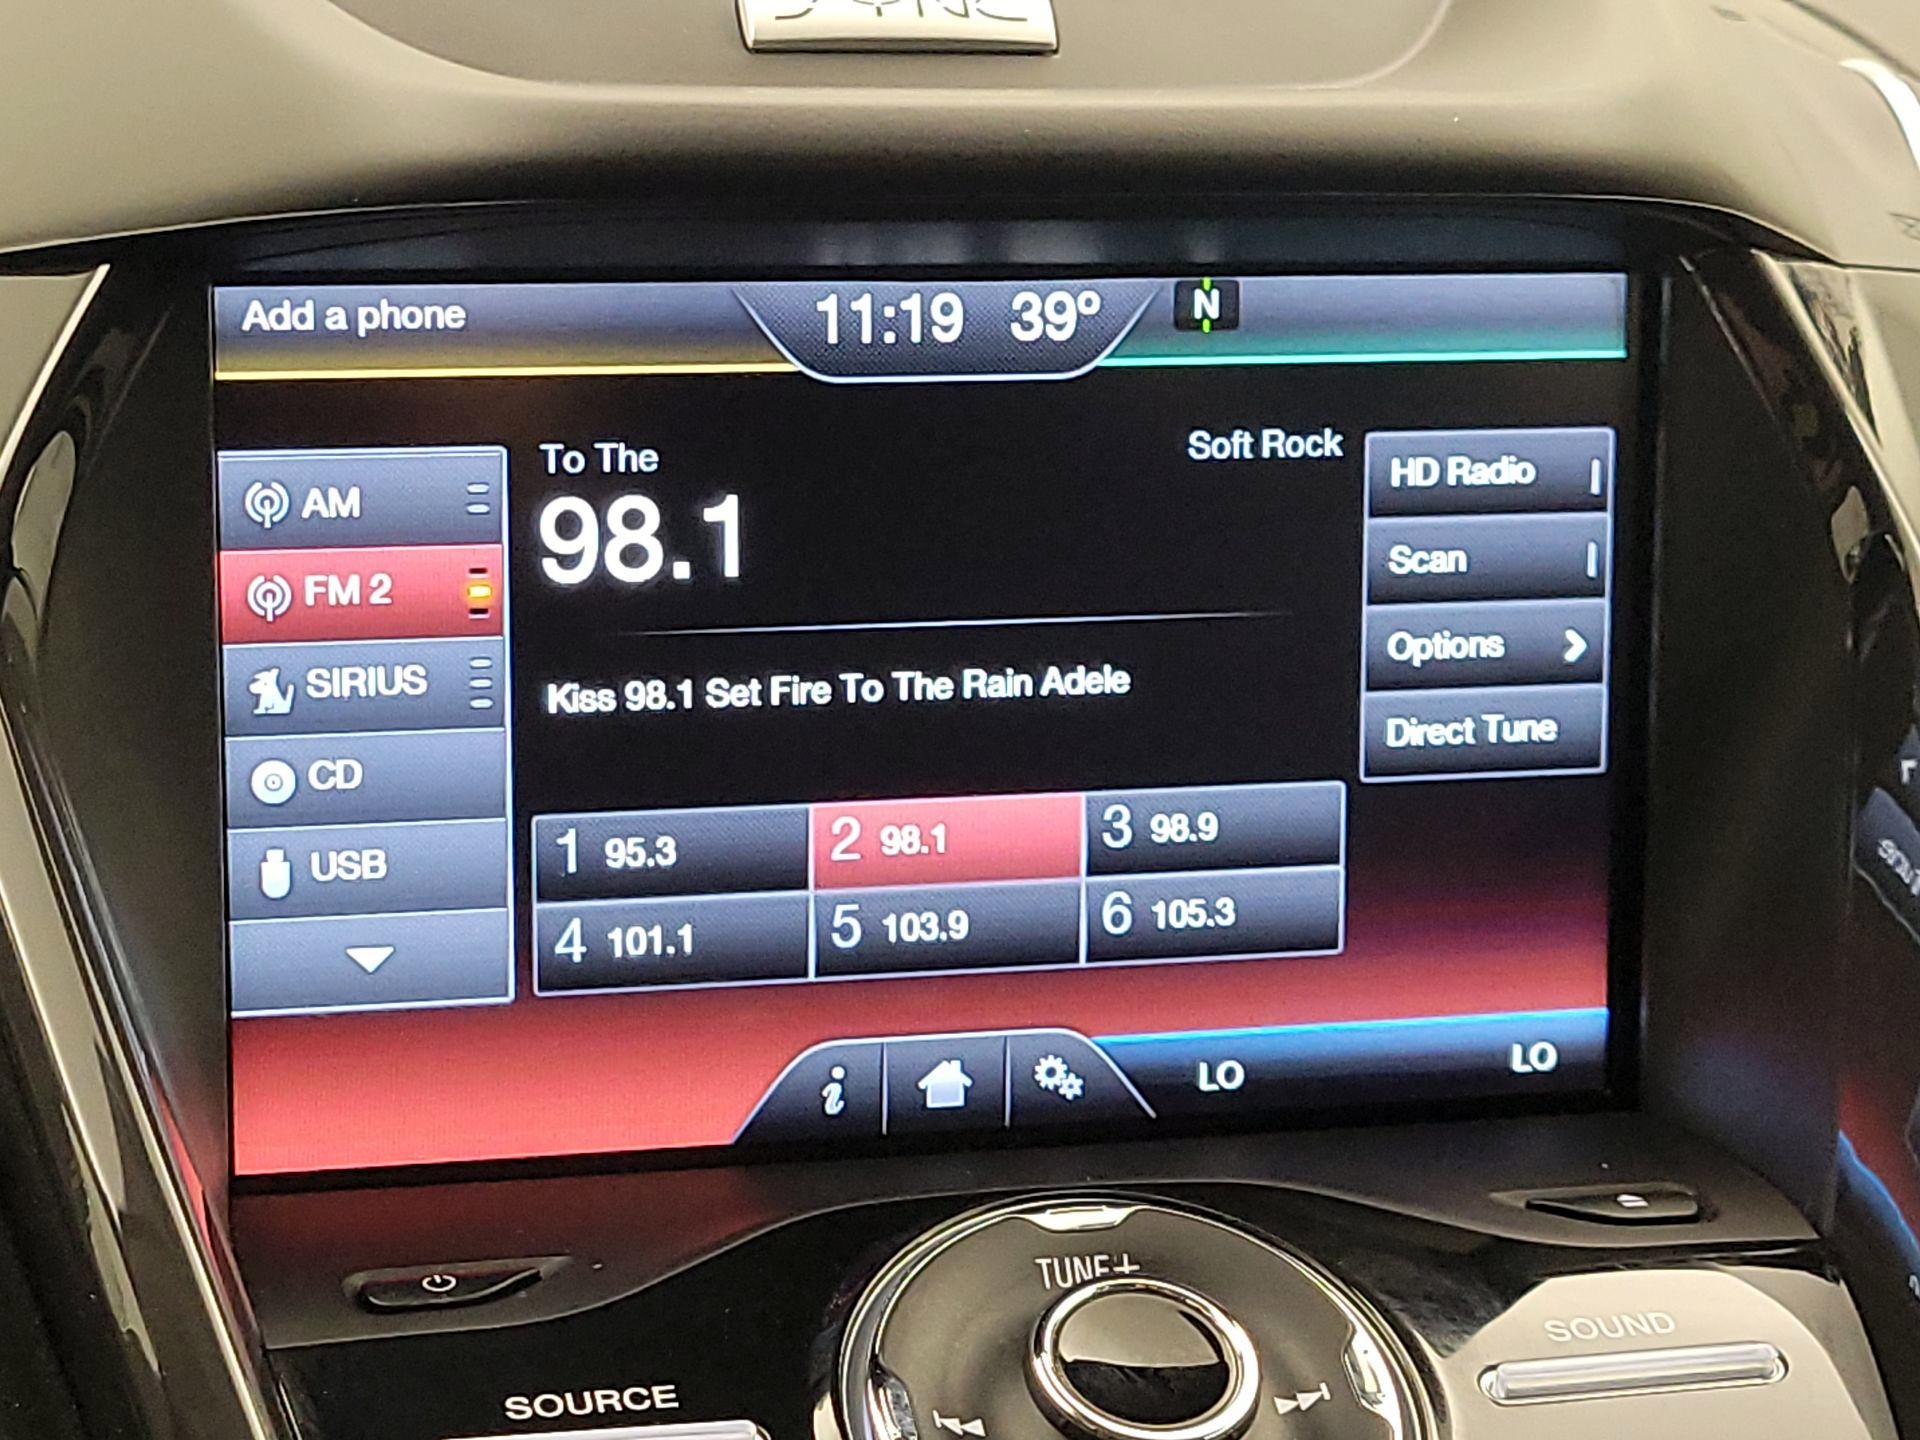 SYNC
Add a phone
11:19 39° N
To The
Soft Rock
98.1
AM
FM 2
SIRIUS
CD
USB
HD Radio
Scan
Options
Direct Tune
Kiss 98.1 Set Fire To The Rain Adele
1 95.3
2 98.1
3 98.9
4 101.1
5 103.9
6 105.3
i
LO
LO
TUNE+
SOUND
SOURCE